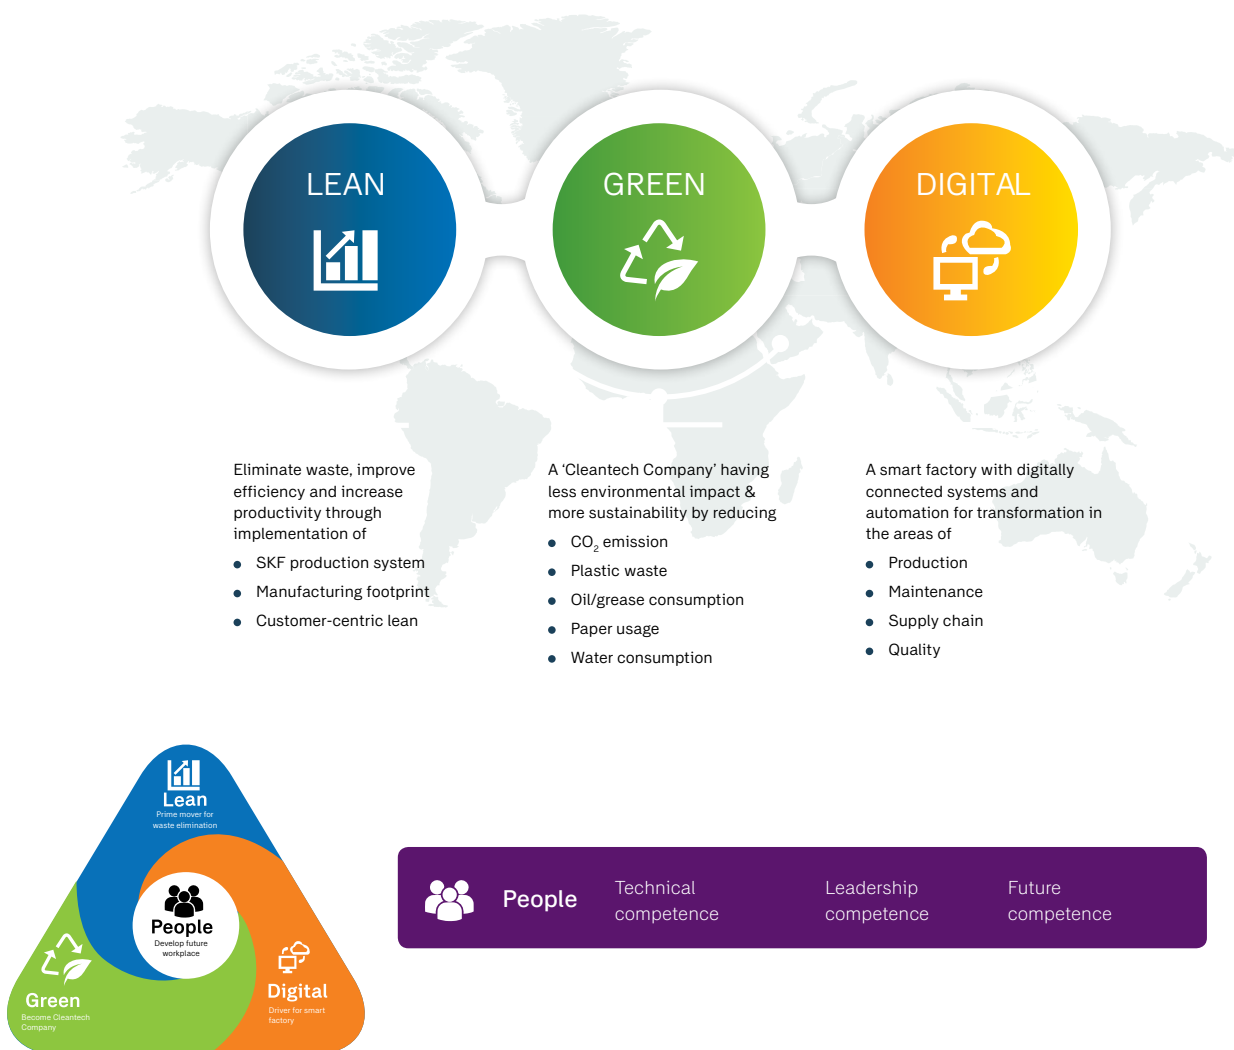 LEAN
GREEN
DIGITAL
Eliminate waste, improve
efficiency and increase
productivity through
implementation of
• SKF production system
• Manufacturing footprint
• Customer-centric lean
A ‘Cleantech Company’ having
less environmental impact &
more sustainability by reducing
• CO₂ emission
• Plastic waste
• Oil/grease consumption
• Paper usage
• Water consumption
A smart factory with digitally
connected systems and
automation for transformation in
the areas of
• Production
• Maintenance
• Supply chain
• Quality
Lean
Prime mover for
waste elimination
People
Develop future
workplace
Green
Become Cleantech
Company
Digital
Driver for smart
factory
People
Technical
competence
Leadership
competence
Future
competence